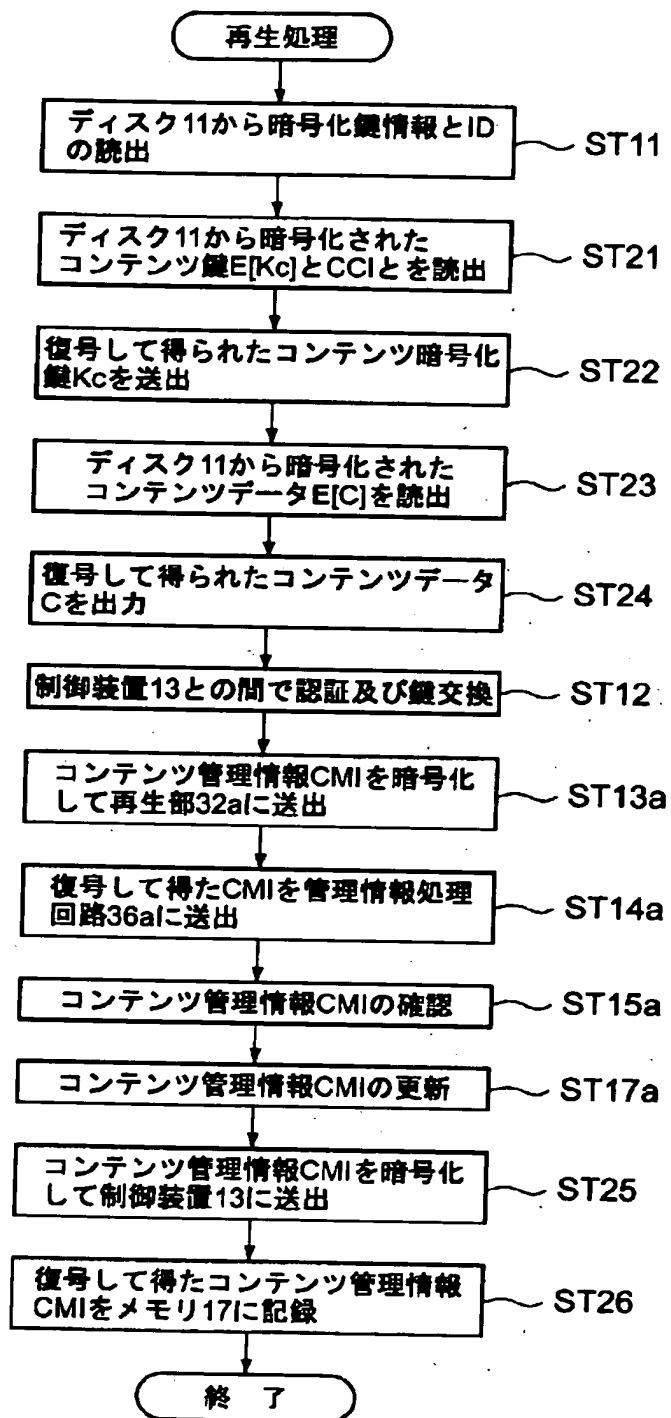 再生処理
ディスク11から暗号化鍵情報とID
の読出
ST11
ディスク11から暗号化された
コンテンツ鍵E[Kc]とCCIとを読出
ST21
復号して得られたコンテンツ暗号化
鍵Kcを送出
ST22
ディスク11から暗号化された
コンテンツデータE[C]を読出
ST23
復号して得られたコンテンツデータ
Cを出力
ST24
制御装置13との間で認証及び鍵交換
ST12
コンテンツ管理情報CMIを暗号化
して再生部32aに送出
ST13a
復号して得たCMIを管理情報処理
回路36aに送出
ST14a
コンテンツ管理情報CMIの確認
ST15a
コンテンツ管理情報CMIの更新
ST17a
コンテンツ管理情報CMIを暗号化
して制御装置13に送出
ST25
復号して得たコンテンツ管理情報
CMIをメモリ17に記録
ST26
終 了